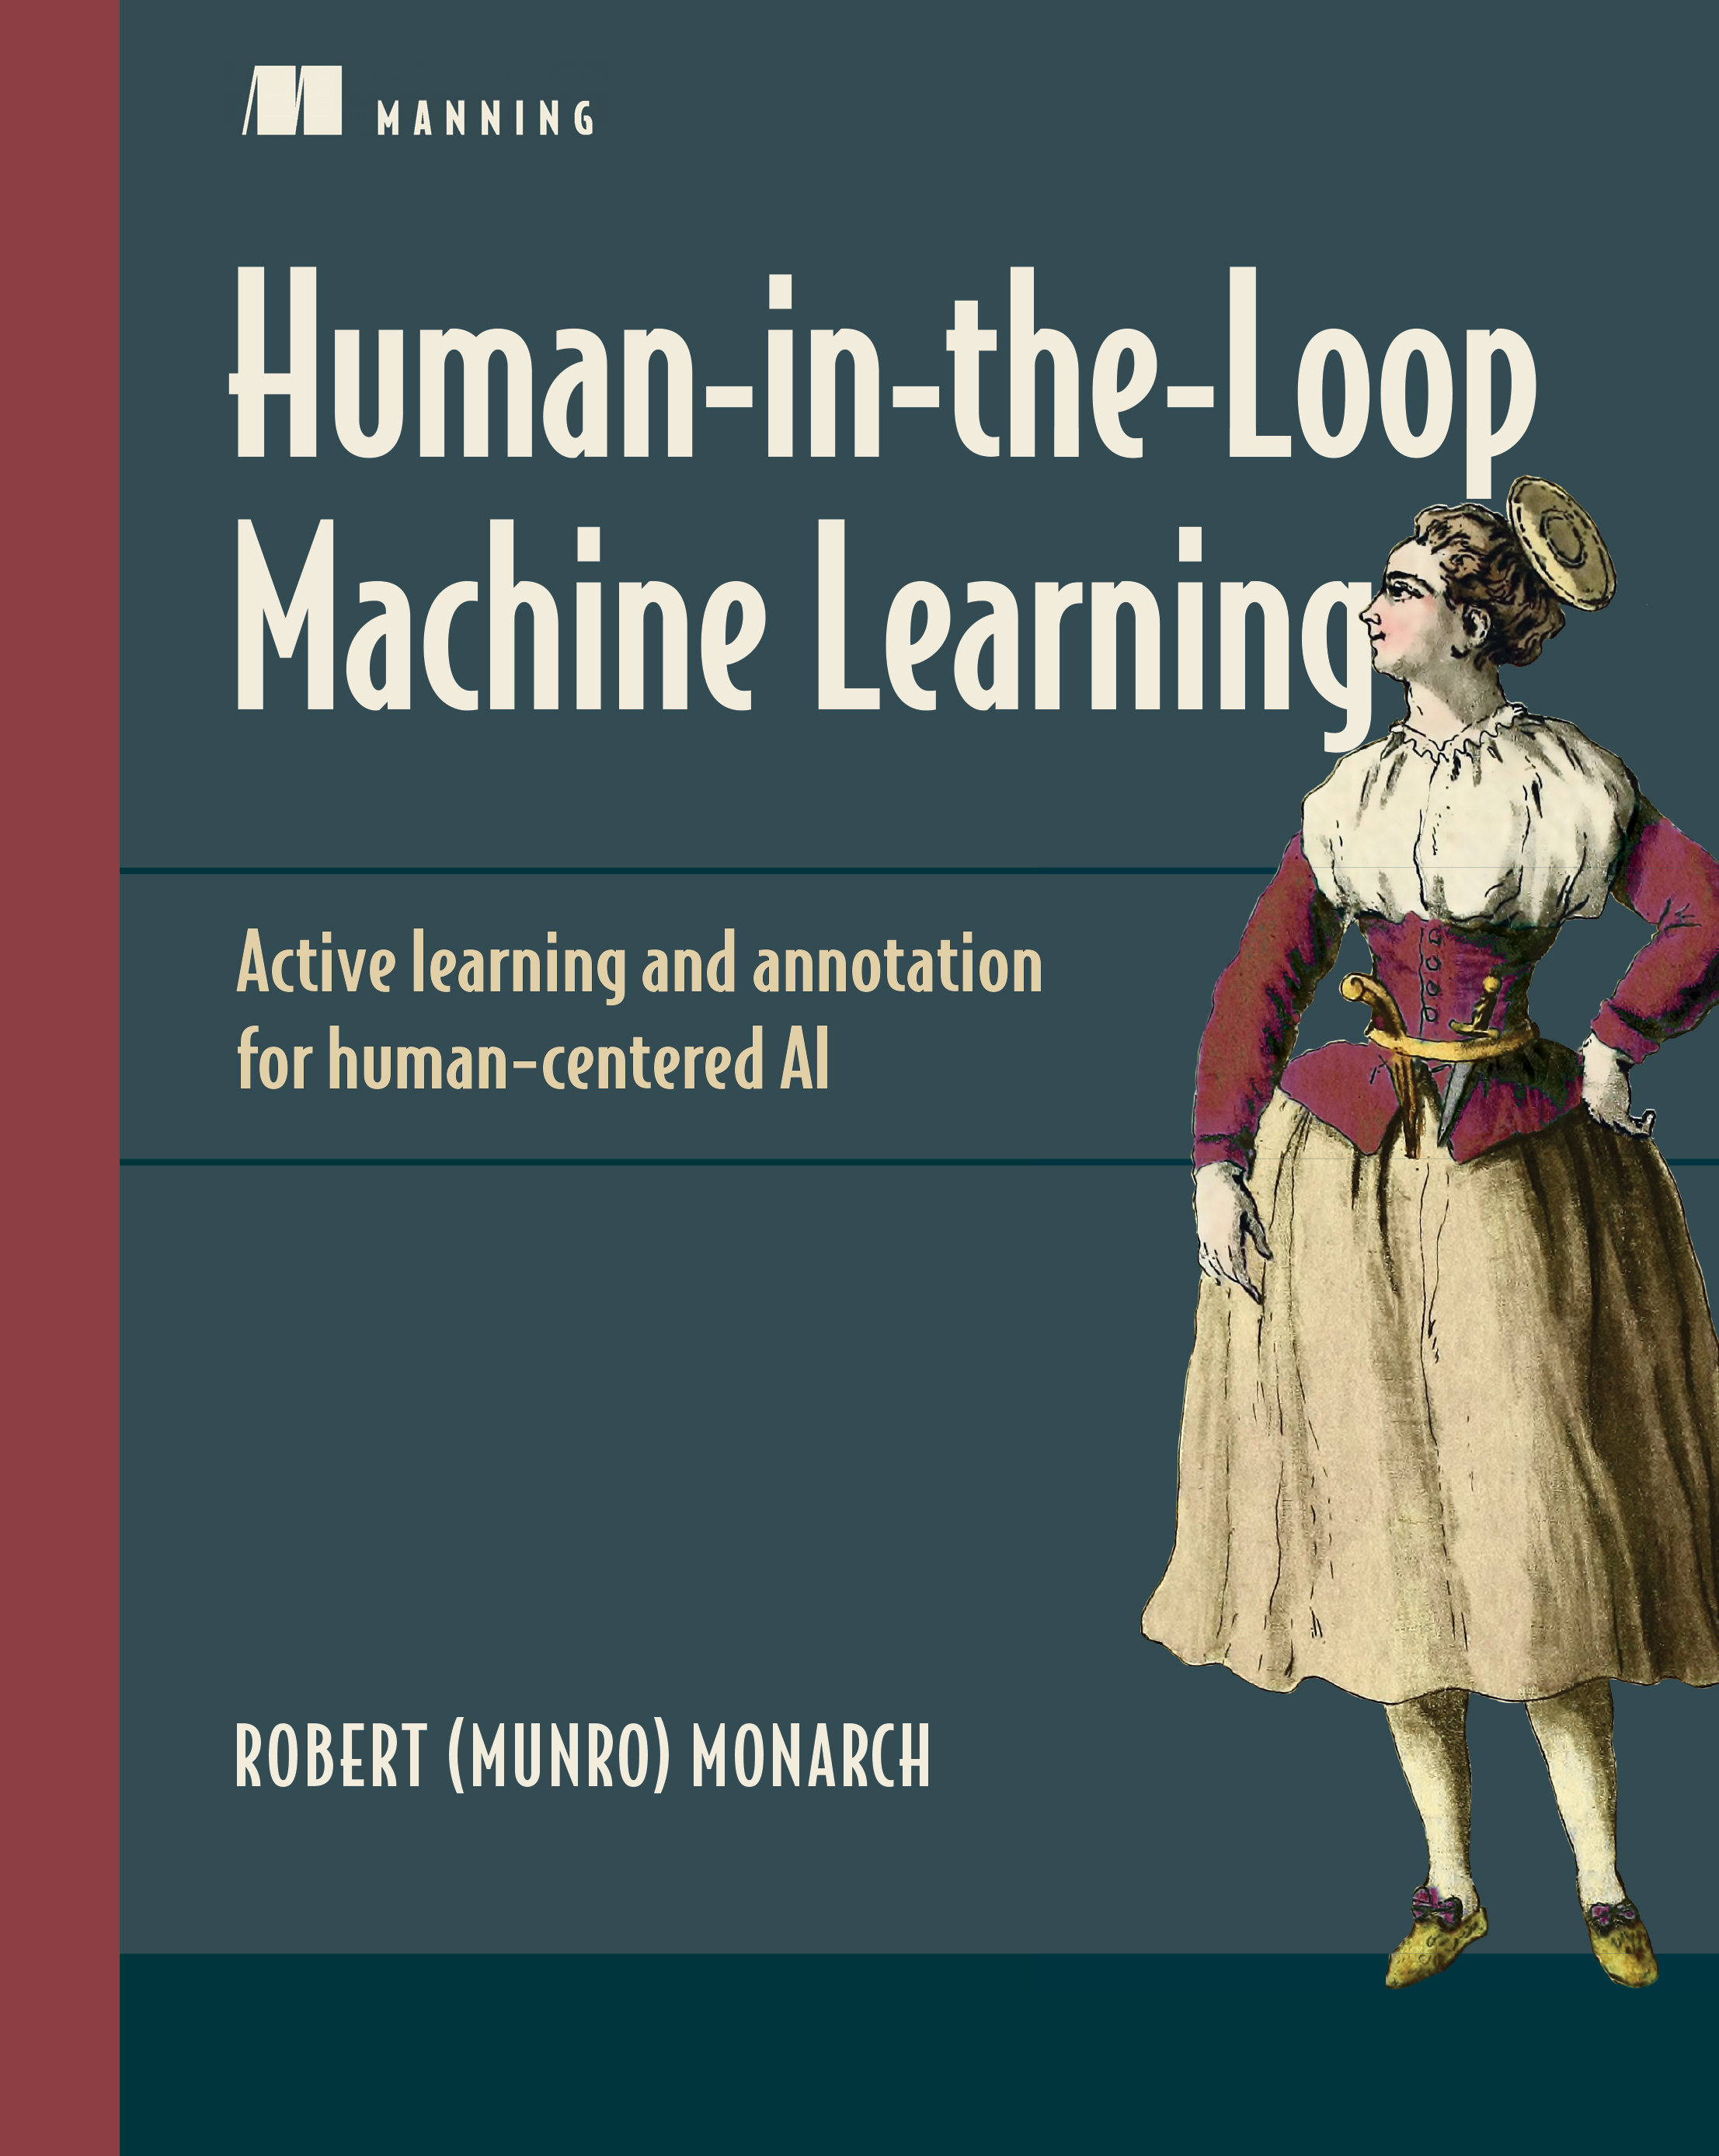 MANNING
Human-in-the-Loop
Machine Learning
Active learning and annotation
for human-centered AI
ROBERT (MUNRO) MONARCH